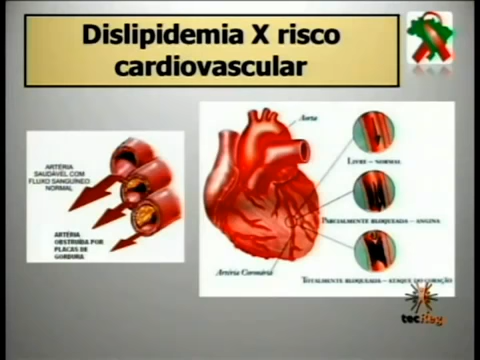 Dislipidemia X risco
cardiovascular
ARTÉRIA
SAUDÁVEL COM
FLUXO SANGUÍNEO
NORMAL
ARTÉRIA
OBSTRUÍDA POR
PLACAS DE
GORDURA
Aorta
LIVRE - NORMAL
PARCIALMENTE BLOQUEADA - ANGINA
Artéria Coronária
TOTALMENTE BLOQUEADA - ATAQUE DO CORAÇÃO
tecReg